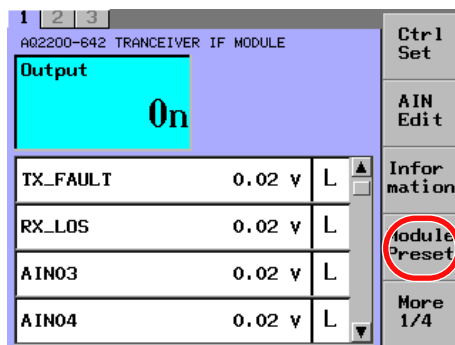 1 2 3
AQ2200-642 TRANCEIVER IF MODULE
Output
On
TX_FAULT 0.02 v L
RX_LOS 0.02 v L
AIN03 0.02 v L
AIN04 0.02 v L
Ctrl
Set
AIN
Edit
Infor
mation
Module
Preset
More
1/4